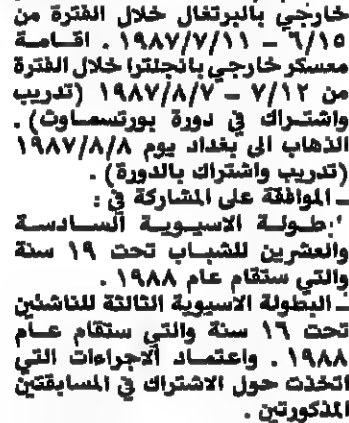 خارجي بالبرتغال خلال الفترة من
٦/١٥ – ١٩٨٧/٧/١١ . اقامة
معسكر خارجي بانجلترا خلال الفترة
من ٧/١٢ – ١٩٨٧/٨/٧ (تدريب
واشتراك في دورة بورتسماوث) .
الذهاب الى بغداد يوم ١٩٨٧/٨/٨
(تدريب واشتراك بالدورة) .
– الموافقة على المشاركة في :
طولة الاسيوية السادسة
والعشرين للشباب تحت ١٩ سنة
والتي ستقام عام ١٩٨٨ .
– البطولة الاسيوية الثالثة للناشئين
تحت ١٦ سنة والتي ستقام عام
١٩٨٨ . واعتماد الاجراءات التي
اتخذت حول الاشتراك في المسابقتين
المذكورتين .